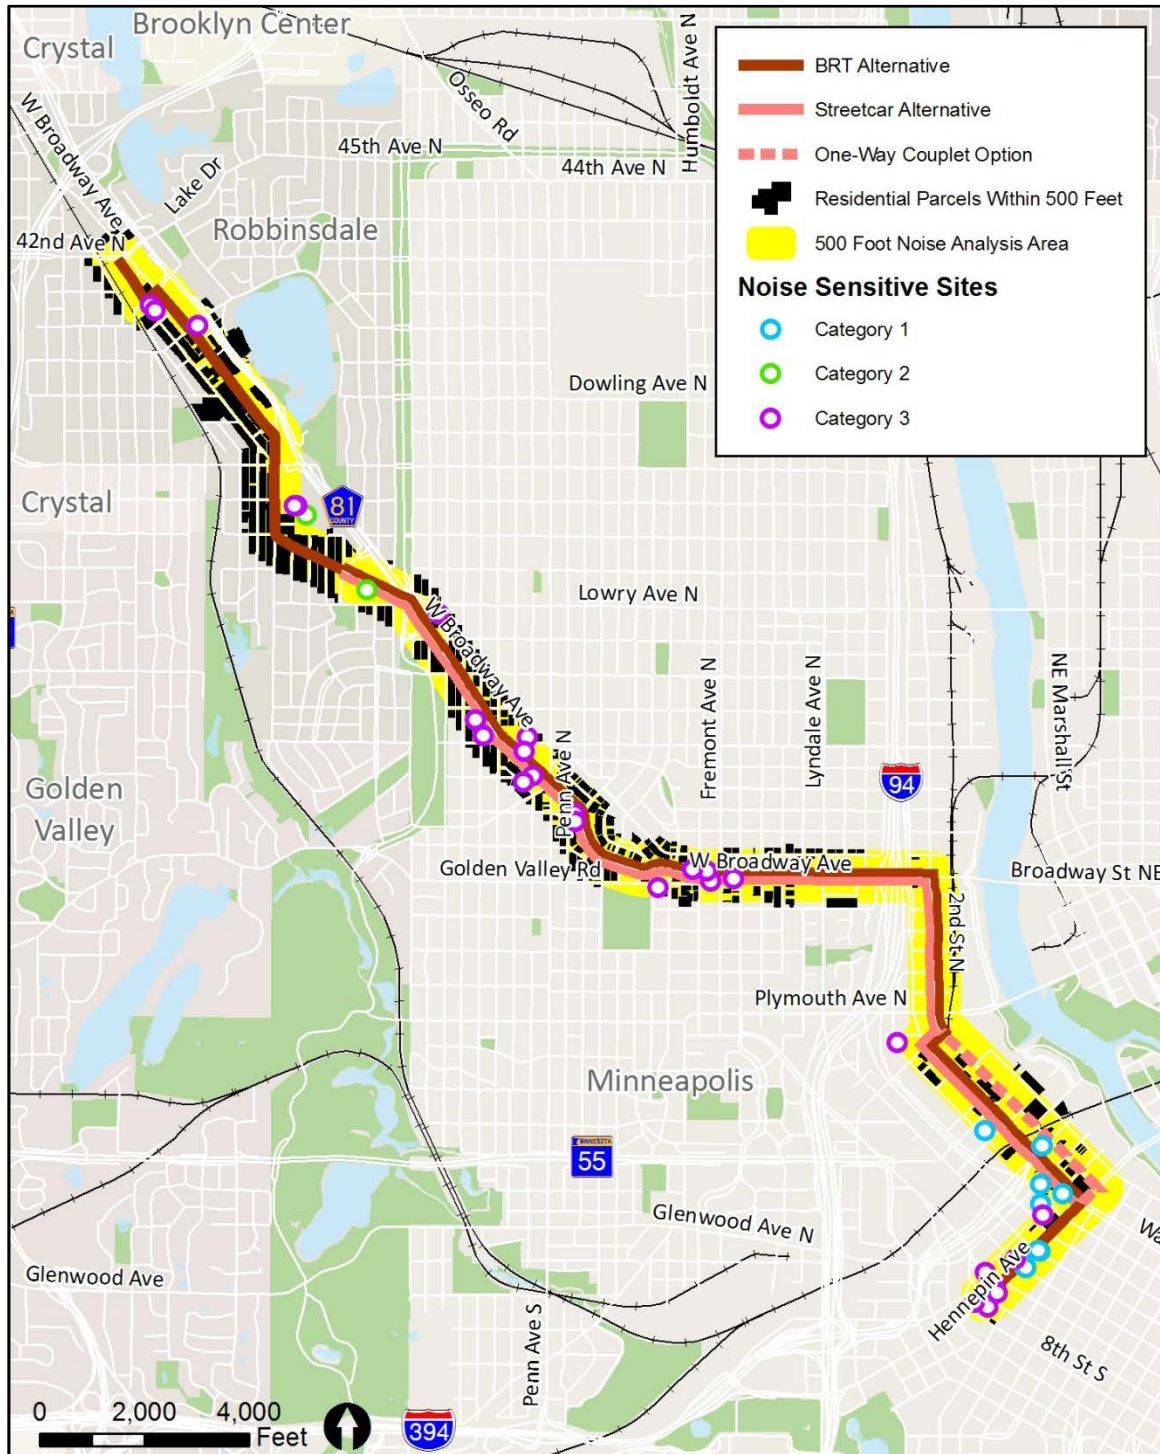 Brooklyn Center
Crystal
W Broadway Ave
Osseo Rd
Humboldt Ave N
45th Ave N
44th Ave N
Lake Dr
42nd Ave N
Robbinsdale
BRT Alternative
Streetcar Alternative
One-Way Couplet Option
Residential Parcels Within 500 Feet
500 Foot Noise Analysis Area
Noise Sensitive Sites
Category 1
Category 2
Category 3
Dowling Ave N
Crystal
81
COUNTY
Lowry Ave N
W Broadway Ave
Penn Ave N
Fremont Ave N
Lyndale Ave N
NE Marshall St
94
Golden
Valley
Golden Valley Rd
W Broadway Ave
Broadway St NE
2nd St N
Plymouth Ave N
Minneapolis
MINNESOTA
55
Glenwood Ave N
Glenwood Ave
Penn Ave S
Hennepin Ave
Wa
8th St S
0 2,000 4,000
Feet
394